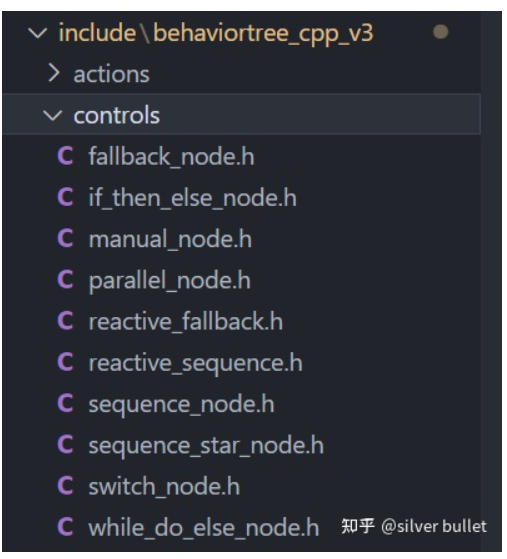 include\behaviortree_cpp_v3
actions
controls
C fallback_node.h
C if_then_else_node.h
C manual_node.h
C parallel_node.h
C reactive_fallback.h
C reactive_sequence.h
C sequence_node.h
C sequence_star_node.h
C switch_node.h
C while_do_else_node.h 知乎 @silver bullet